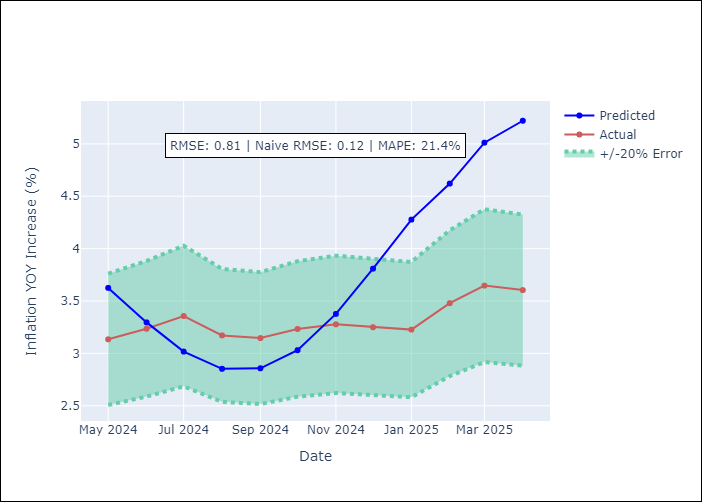 RMSE: 0.81 | Naive RMSE: 0.12 | MAPE: 21.4%
Predicted
Actual
+/-20% Error
Inflation YOY Increase (%)
5
4.5
4
3.5
3
2.5
May 2024
Jul 2024
Sep 2024
Nov 2024
Jan 2025
Mar 2025
Date